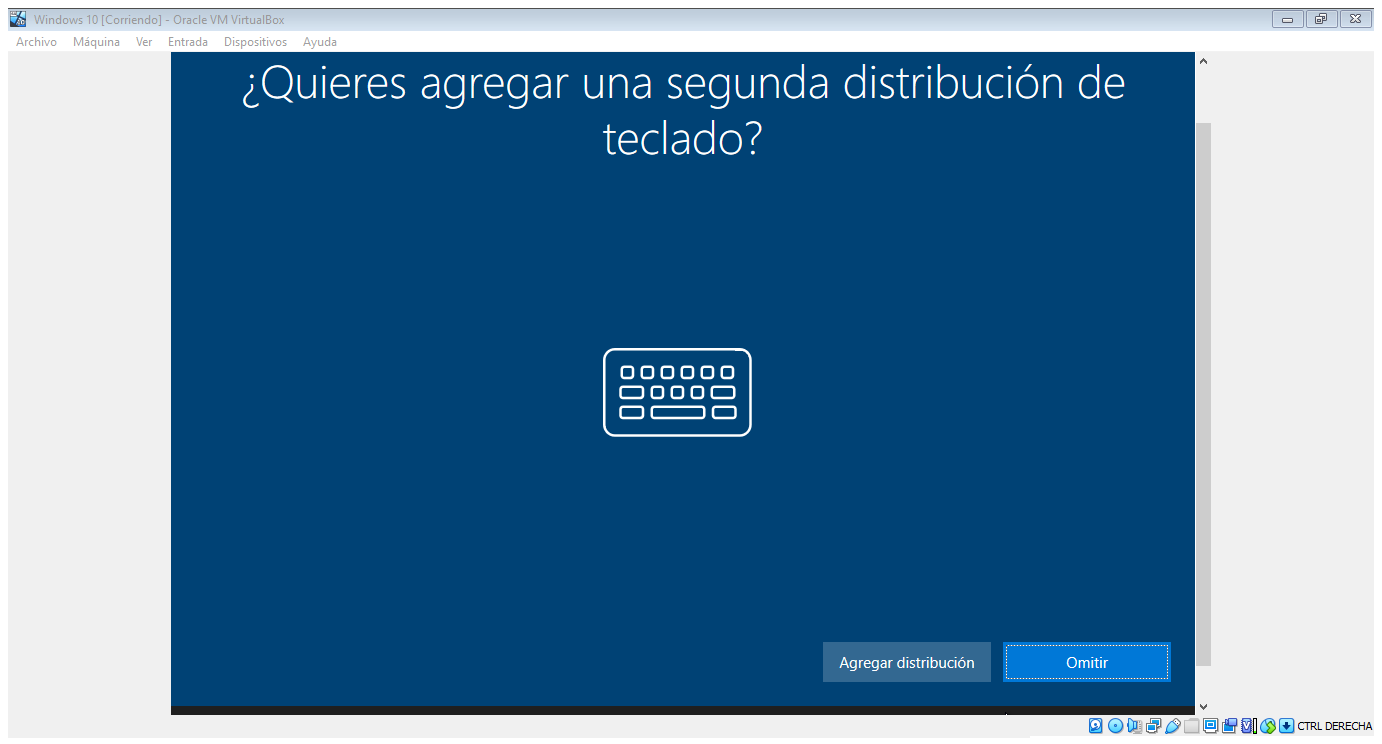 Windows 10 [Corriendo] - Oracle VM VirtualBox
Archivo Máquina Ver Entrada Dispositivos Ayuda
¿Quieres agregar una segunda distribución de
teclado?
Agregar distribución Omitir
CTRL DERECHA